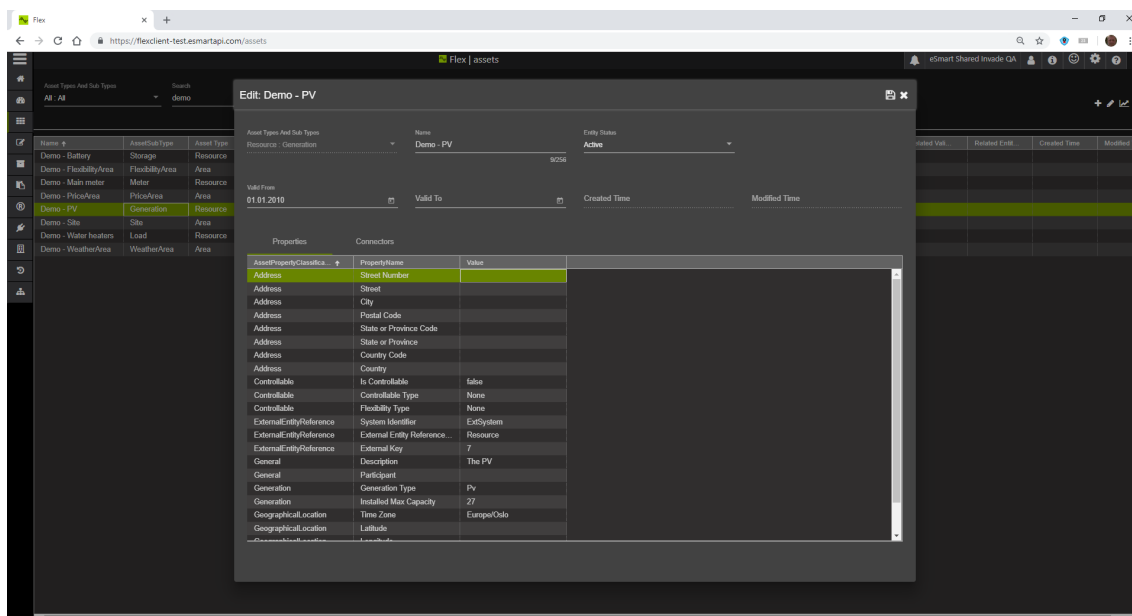 Flex
https://flexclient-test.esmartapi.com/assets
Flex | assets
eSmart Shared Invade QA
Asset Types And Sub Types
Search
All : All
demo
Name
AssetSubType
Asset Type
Related Enti...
Created Time
Modified
Demo - Battery
Storage
Resource
Demo - FlexibilityArea
FlexibilityArea
Area
Demo - Main meter
Meter
Resource
Demo - PriceArea
PriceArea
Area
Demo - PV
Generation
Resource
Demo - Site
Site
Area
Demo - Water heaters
Load
Resource
Demo - WeatherArea
WeatherArea
Area
Edit: Demo - PV
Asset Types And Sub Types
Name
Entity Status
Resource : Generation
Demo - PV
Active
9/256
Valid From
01.01.2010
Valid To
Created Time
Modified Time
Properties
Connectors
AssetPropertyClassifica...
PropertyName
Value
Address
Street Number
Address
Street
Address
City
Address
Postal Code
Address
State or Province Code
Address
State or Province
Address
Country Code
Address
Country
Controllable
Is Controllable
false
Controllable
Controllable Type
None
Controllable
Flexibility Type
None
ExternalEntityReference
System Identifier
ExtSystem
ExternalEntityReference
External Entity Reference...
Resource
ExternalEntityReference
External Key
7
General
Description
The PV
General
Participant
Generation
Generation Type
Pv
Generation
Installed Max Capacity
27
GeographicalLocation
Time Zone
Europe/Oslo
GeographicalLocation
Latitude